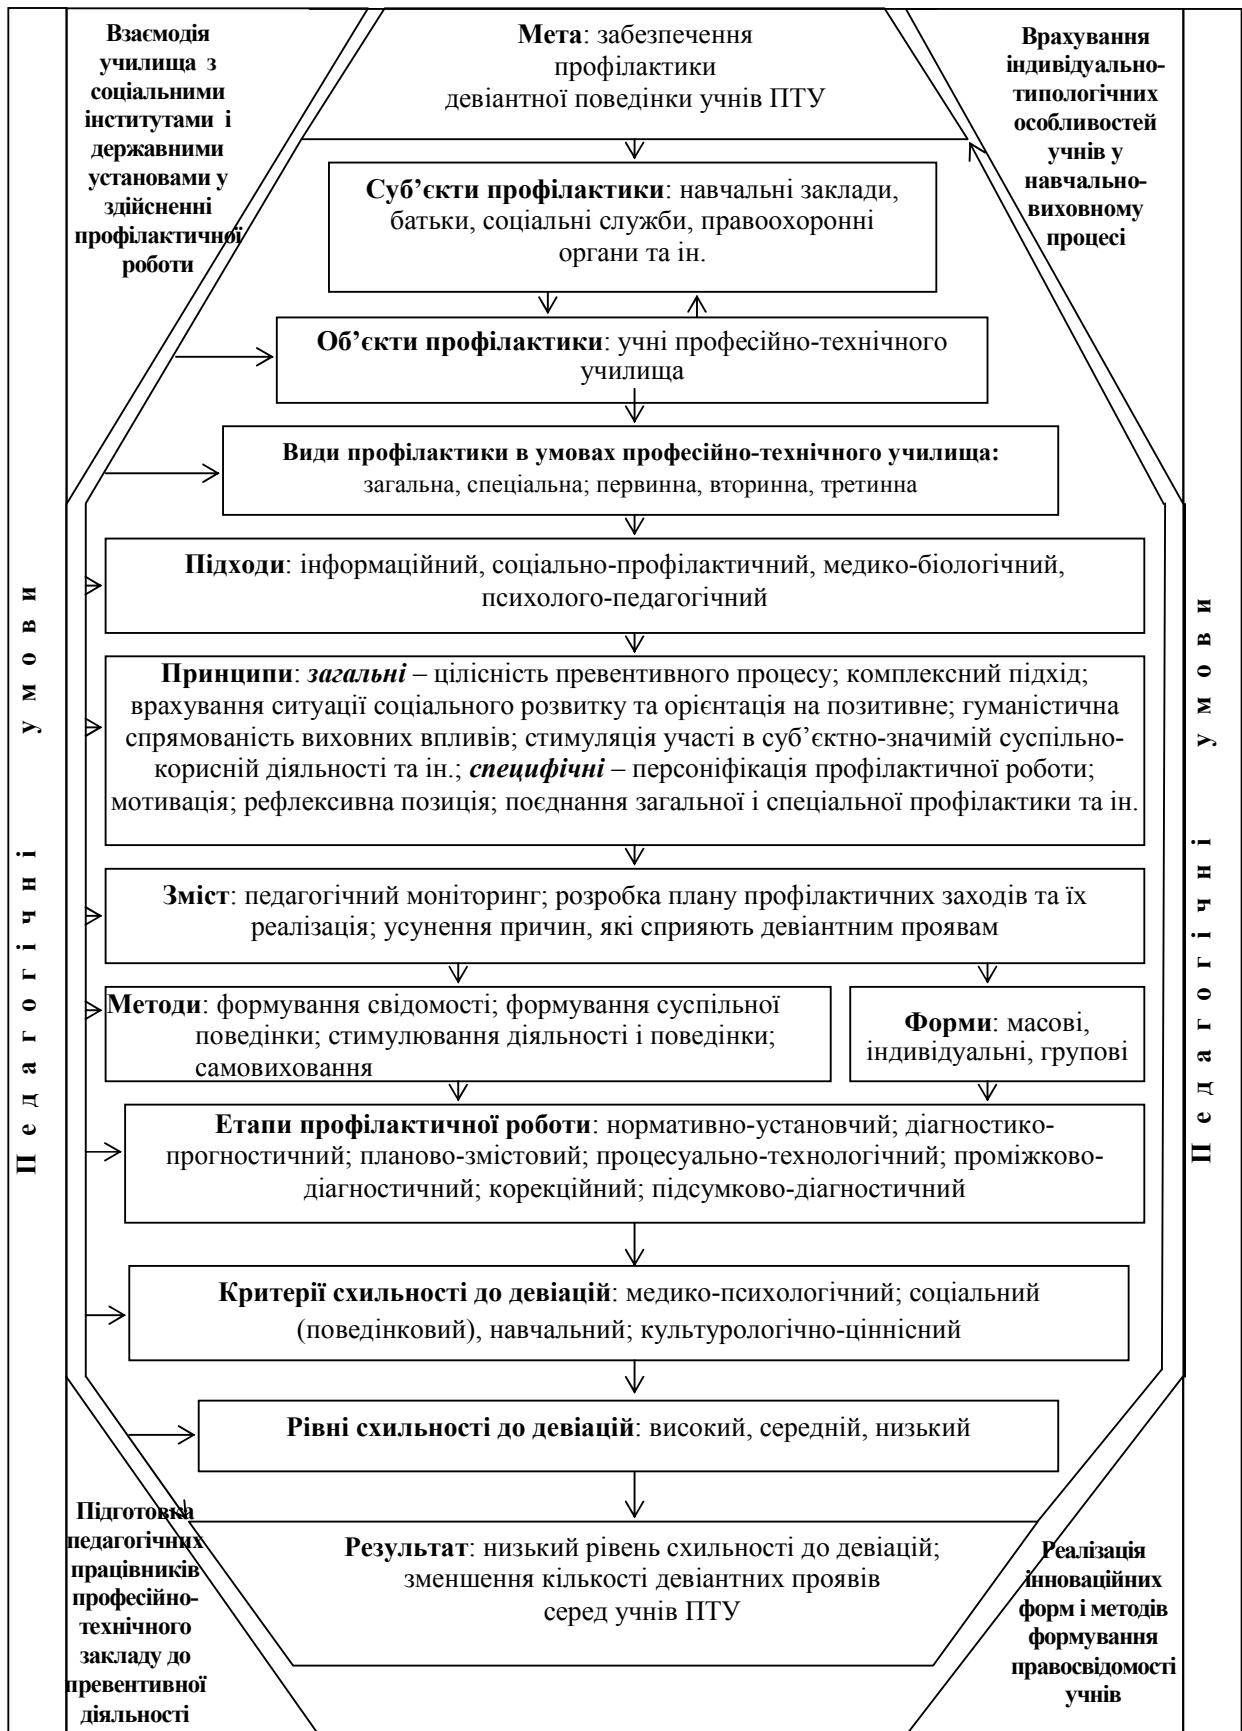 Взаємодія
училища з
соціальними
інститутами і
державними
установами у
здійсненні
профілактичної
роботи
Мета: забезпечення
профілактики
девіантної поведінки учнів ПТУ
Врахування
індивідуально-
типологічних
особливостей
учнів у
навчально-
виховному
процесі
Суб’єкти профілактики: навчальні заклади,
батьки, соціальні служби, правоохоронні
органи та ін.
Об’єкти профілактики: учні професійно-технічного
училища
Види профілактики в умовах професійно-технічного училища:
загальна, спеціальна; первинна, вторинна, третинна
Підходи: інформаційний, соціально-профілактичний, медико-біологічний,
психолого-педагогічний
Принципи: загальні – цілісність превентивного процесу; комплексний підхід;
врахування ситуації соціального розвитку та орієнтація на позитивне; гуманістична
спрямованість виховних впливів; стимуляція участі в суб’єктно-значимій суспільно-
корисній діяльності та ін.; специфічні – персоніфікація профілактичної роботи;
мотивація; рефлексивна позиція; поєднання загальної і спеціальної профілактики та ін.
Зміст: педагогічний моніторинг; розробка плану профілактичних заходів та їх
реалізація; усунення причин, які сприяють девіантним проявам
Методи: формування свідомості; формування суспільної
поведінки; стимулювання діяльності і поведінки;
самовиховання
Форми: масові,
індивідуальні, групові
Етапи профілактичної роботи: нормативно-установчий; діагностико-
прогностичний; планово-змістовий; процесуально-технологічний; проміжково-
діагностичний; корекційний; підсумково-діагностичний
Критерії схильності до девіацій: медико-психологічний; соціальний
(поведінковий), навчальний; культурологічно-ціннісний
Рівні схильності до девіацій: високий, середній, низький
Результат: низький рівень схильності до девіацій;
зменшення кількості девіантних проявів
серед учнів ПТУ
Підготовка
педагогічних
працівників
професійно-
технічного
закладу до
превентивної
діяльності
Реалізація
інноваційних
форм і методів
формування
правосвідомості
учнів
Педагогічні умови
Педагогічні умови